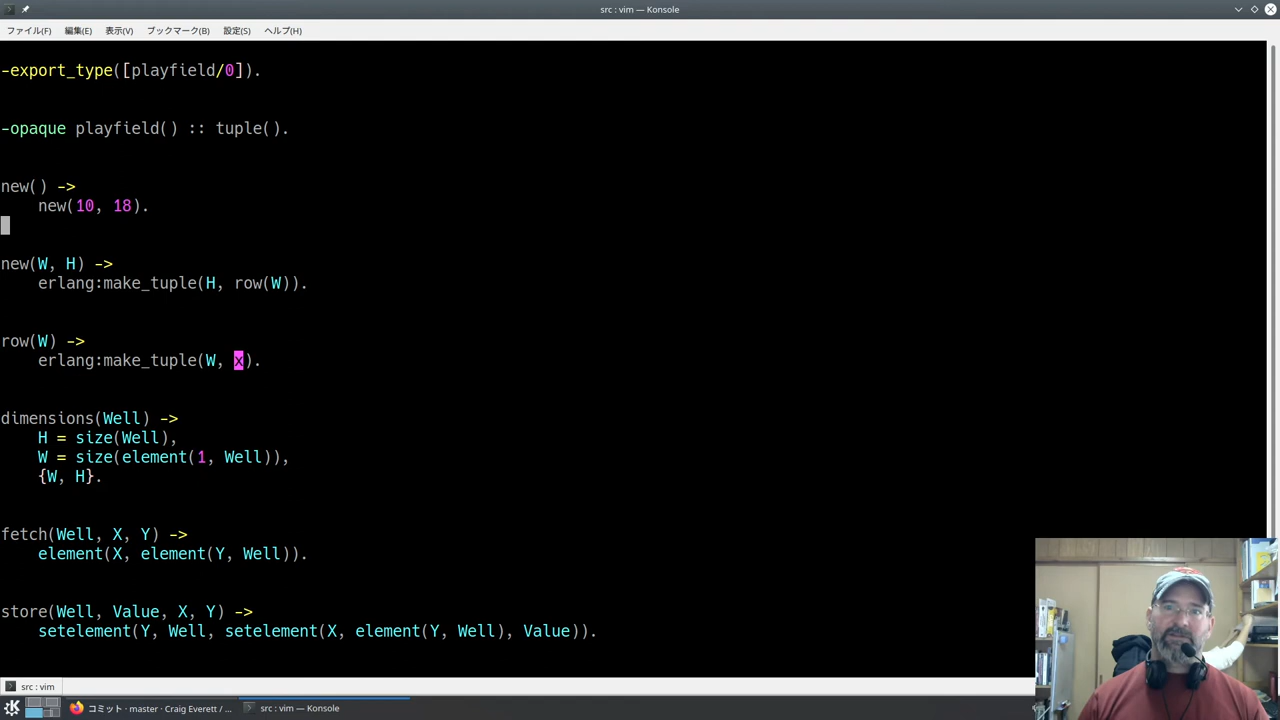 src : vim — Konsole
ファイル(F) 編集(E) 表示(V) ブックマーク(B) 設定(S) ヘルプ(H)
-export_type([playfield/0]).
-opaque playfield() :: tuple().
new() ->
    new(10, 18).
new(W, H) ->
    erlang:make_tuple(H, row(W)).
row(W) ->
    erlang:make_tuple(W, x).
dimensions(Well) ->
    H = size(Well),
    W = size(element(1, Well)),
    {W, H}.
fetch(Well, X, Y) ->
    element(X, element(Y, Well)).
store(Well, Value, X, Y) ->
    setelement(Y, Well, setelement(X, element(Y, Well), Value)).
src : vim
コミット · master · Craig Everett / ... src : vim — Konsole